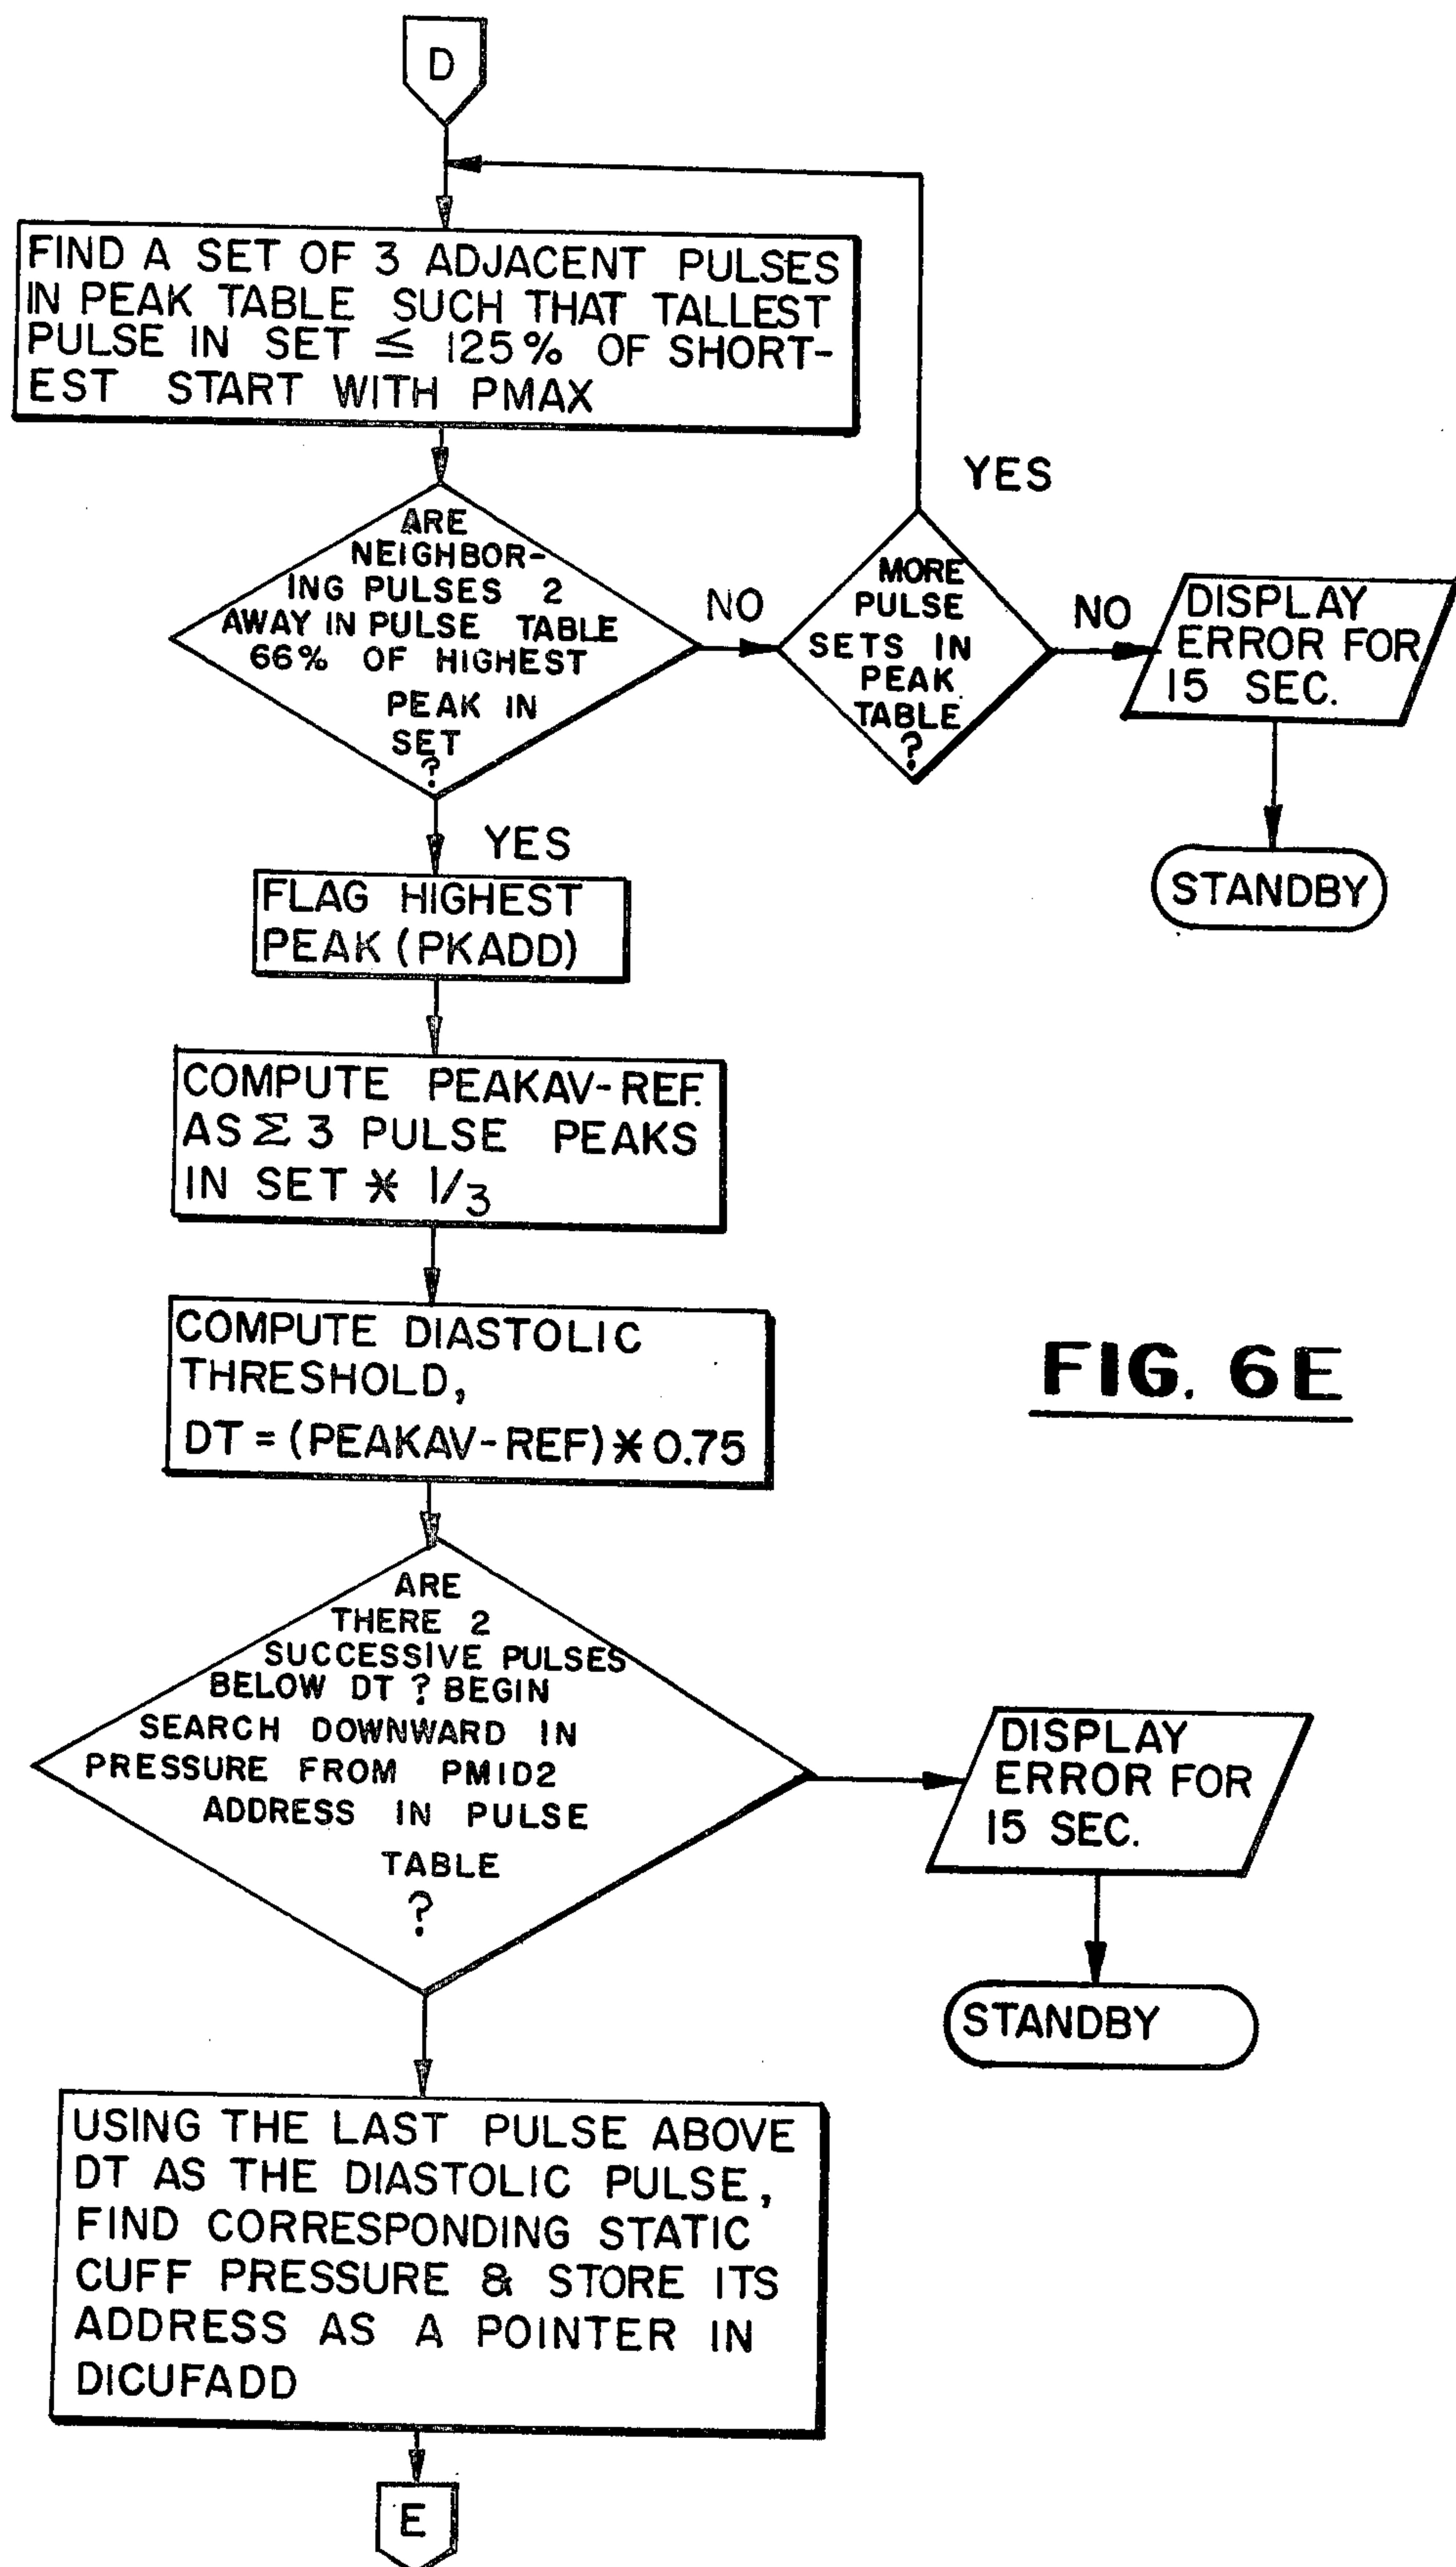 D
FIND A SET OF 3 ADJACENT PULSES
IN PEAK TABLE SUCH THAT TALLEST
PULSE IN SET ≤ 125% OF SHORT-
EST START WITH PMAX
ARE
NEIGHBOR-
ING PULSES 2
AWAY IN PULSE TABLE
66% OF HIGHEST
PEAK IN
SET
?
NO
MORE
PULSE
SETS IN
PEAK
TABLE
?
YES
NO
DISPLAY
ERROR FOR
15 SEC.
STANDBY
YES
FLAG HIGHEST
PEAK (PKADD)
COMPUTE PEAKAV-REF.
AS Σ 3 PULSE PEAKS
IN SET * 1/3
COMPUTE DIASTOLIC
THRESHOLD,
DT = (PEAKAV-REF) * 0.75
FIG. 6E
ARE
THERE 2
SUCCESSIVE PULSES
BELOW DT ? BEGIN
SEARCH DOWNWARD IN
PRESSURE FROM PMID2
ADDRESS IN PULSE
TABLE
?
DISPLAY
ERROR FOR
15 SEC.
STANDBY
USING THE LAST PULSE ABOVE
DT AS THE DIASTOLIC PULSE,
FIND CORRESPONDING STATIC
CUFF PRESSURE & STORE ITS
ADDRESS AS A POINTER IN
DICUFADD
E